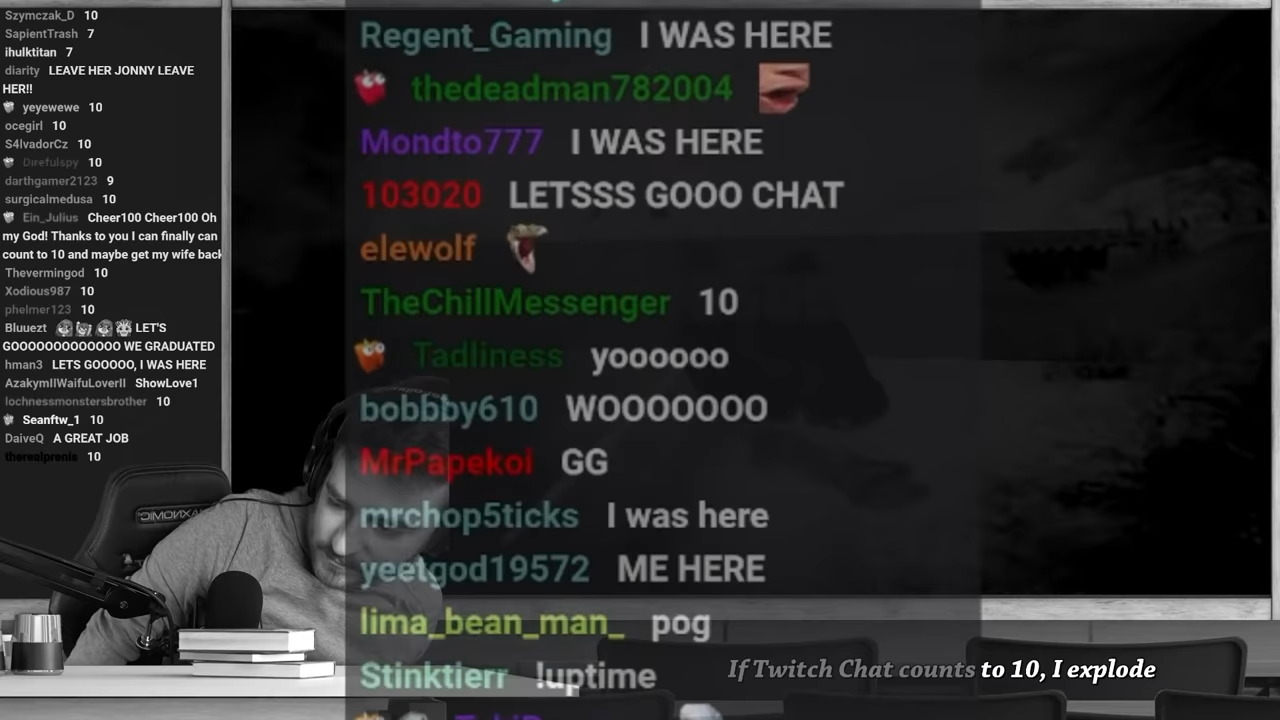 Szymczak_D 10
SapientTrash 7
ihulktitan 7
diarity LEAVE HER JONNY LEAVE
HER!!
yeyewewe 10
ocegirl 10
S4lvadorCz 10
Direfulspy 10
darthgamer2123 9
surgicalmedusa 10
Ein_Julius Cheer100 Cheer100 Oh
my God! Thanks to you I can finally can
count to 10 and maybe get my wife back
Thevermingod 10
Xodious987 10
phelmer123 10
Bluuezt LET'S
GOOOOOOOOOOOOO WE GRADUATED
hman3 LETS GOOOOO, I WAS HERE
AzakymIIWaifuLoverII ShowLove1
lochnessmonstersbrother 10
Seanftw_1 10
DaiveQ A GREAT JOB
therealprenis 10
Regent_Gaming I WAS HERE
thedeadman782004
Mondto777 I WAS HERE
103020 LETSSS GOOO CHAT
elewolf
TheChillMessenger 10
Tadliness yoooooo
bobbby610 WOOOOOOO
MrPapekoi GG
mrchop5ticks I was here
yeetgod19572 ME HERE
lima_bean_man_ pog
Stinktierr !uptime
If Twitch Chat counts to 10, I explode